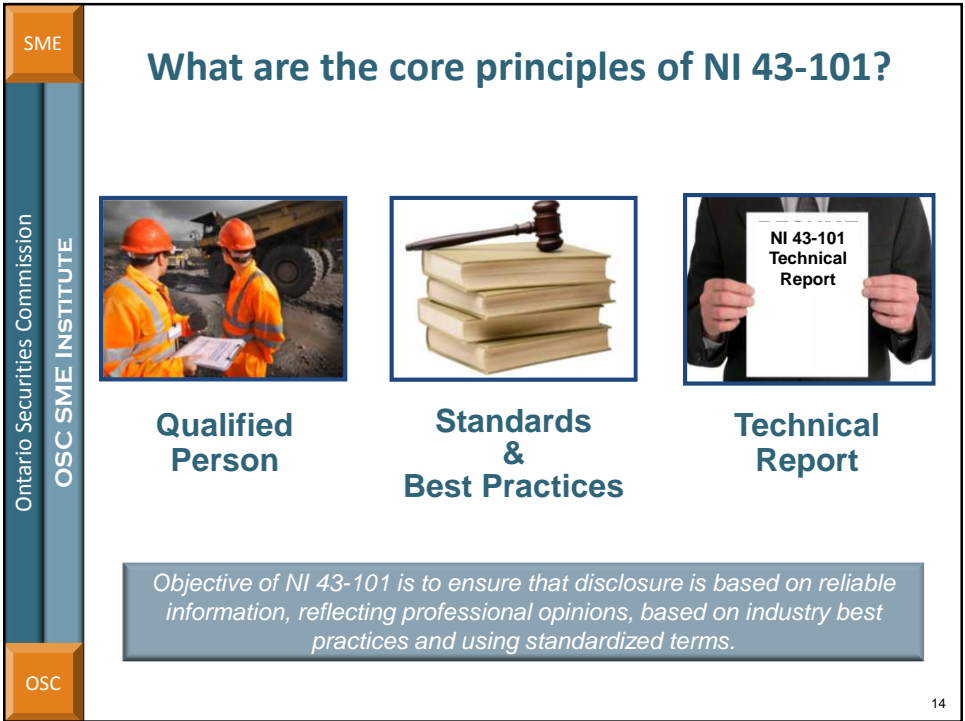 SME
What are the core principles of NI 43-101?
Ontario Securities Commission
OSC SME INSTITUTE
NI 43-101
Technical
Report
Qualified
Person
Standards
&
Best Practices
Technical
Report
Objective of NI 43-101 is to ensure that disclosure is based on reliable
information, reflecting professional opinions, based on industry best
practices and using standardized terms.
OSC
14